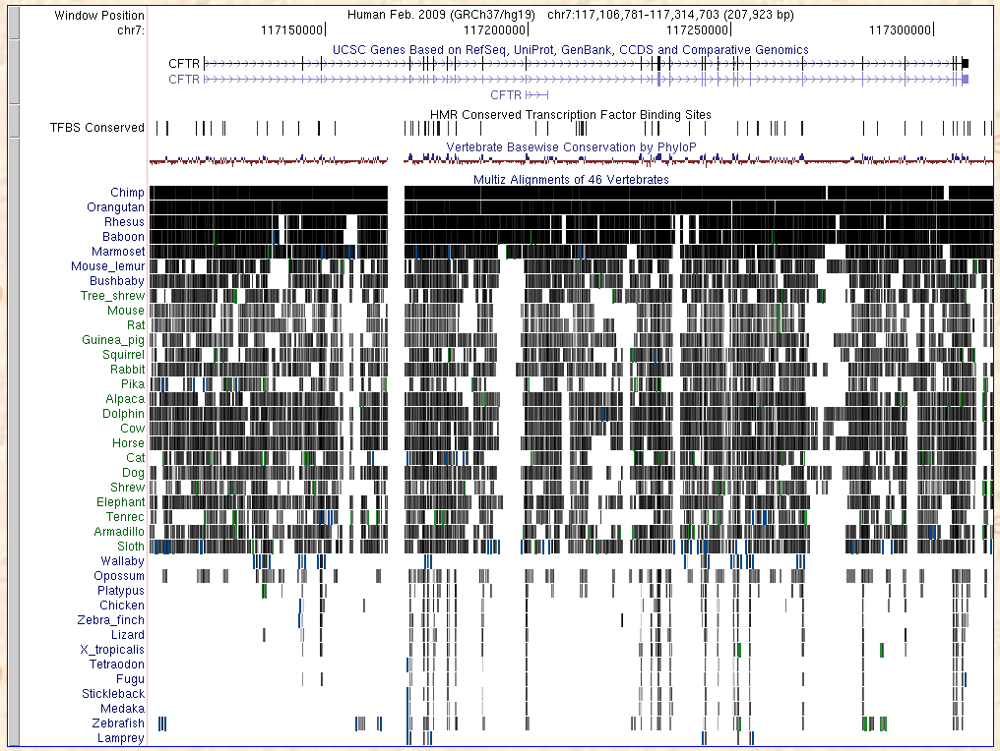 Window Position Human Feb. 2009 (GRCh37/hg19) chr7:117,106,781-117,314,703 (207,923 bp)
chr7: 117150000 117200000 117250000 117300000
UCSC Genes Based on RefSeq, UniProt, GenBank, CCDS and Comparative Genomics
CFTR
CFTR
CFTR
HMR Conserved Transcription Factor Binding Sites
TFBS Conserved
Vertebrate Basewise Conservation by PhyloP
Multiz Alignments of 46 Vertebrates
Chimp
Orangutan
Rhesus
Baboon
Marmoset
Mouse_lemur
Bushbaby
Tree_shrew
Mouse
Rat
Guinea_pig
Squirrel
Rabbit
Pika
Alpaca
Dolphin
Cow
Horse
Cat
Dog
Shrew
Elephant
Tenrec
Armadillo
Sloth
Wallaby
Opossum
Platypus
Chicken
Zebra_finch
Lizard
X_tropicalis
Tetraodon
Fugu
Stickleback
Medaka
Zebrafish
Lamprey